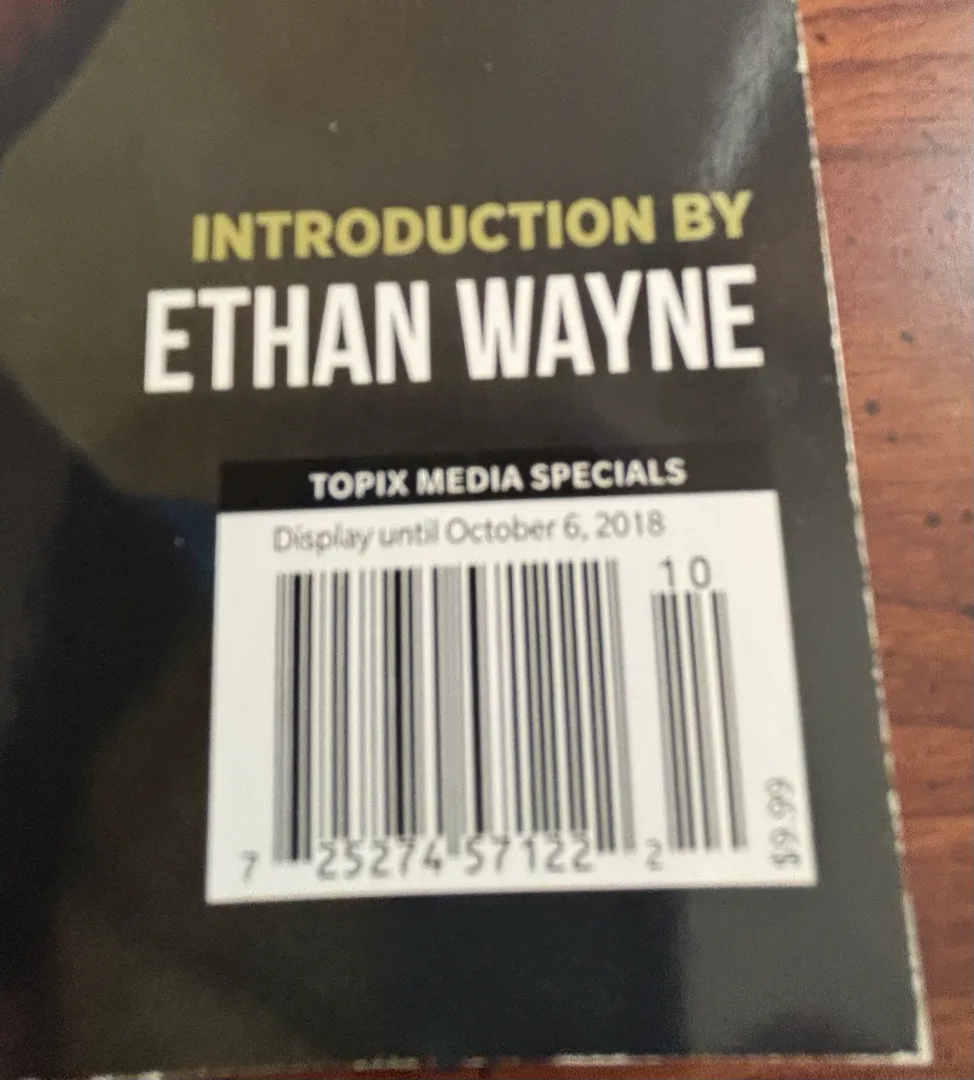 INTRODUCTION BY
ETHAN WAYNE
TOPIX MEDIA SPECIALS
Display until October 6, 2018
10
7 25274 57122 2
$9.99